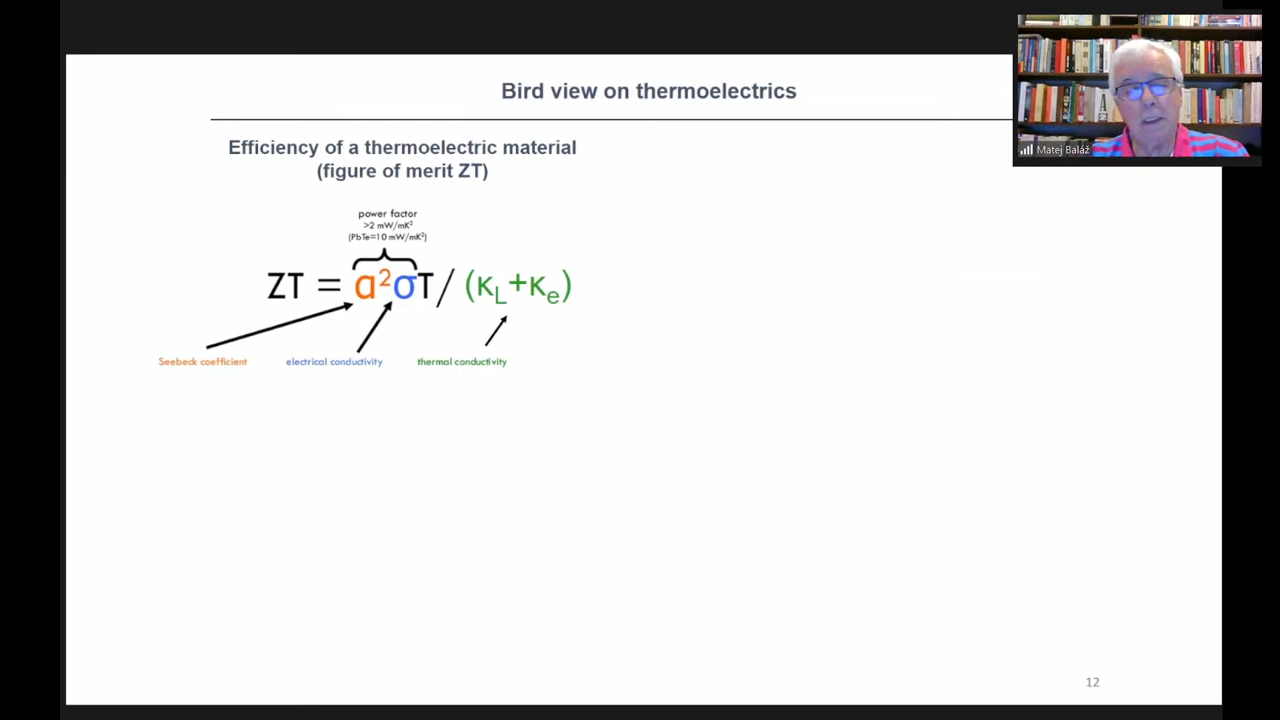 Bird view on thermoelectrics
Matej Baláž
Efficiency of a thermoelectric material
(figure of merit ZT)
power factor
>2 mW/mK²
(PbTe=10 mW/mK²)
ZT = α²σT/ (κL+κe)
Seebeck coefficient
electrical conductivity
thermal conductivity
12